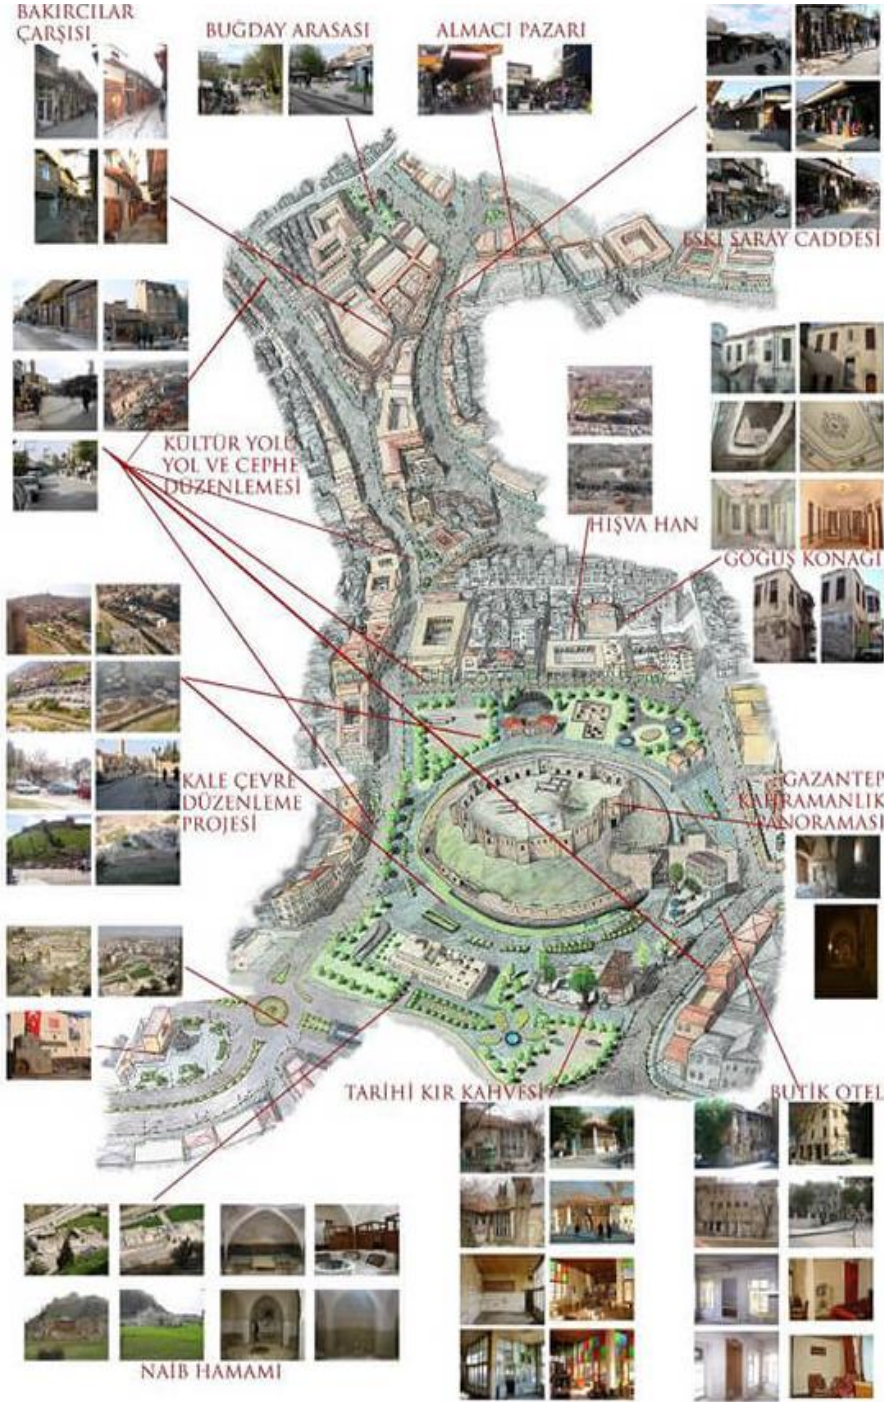 BAKIRCILAR
ÇARŞISI
BUĞDAY ARASASI
ALMACI PAZARI
ESKİ SARAY CADDESİ
KÜLTÜR YOLU
YOL VE CEPHE
DÜZENLEMESİ
HIŞVA HAN
GÖĞÜŞ KONAĞI
KALE ÇEVRE
DÜZENLEME
PROJESİ
GAZANTEP
KAHRAMANLIK
PANORAMASI
TARİHİ KIR KAHVESİ
BUTİK OTEL
NAİB HAMAMI